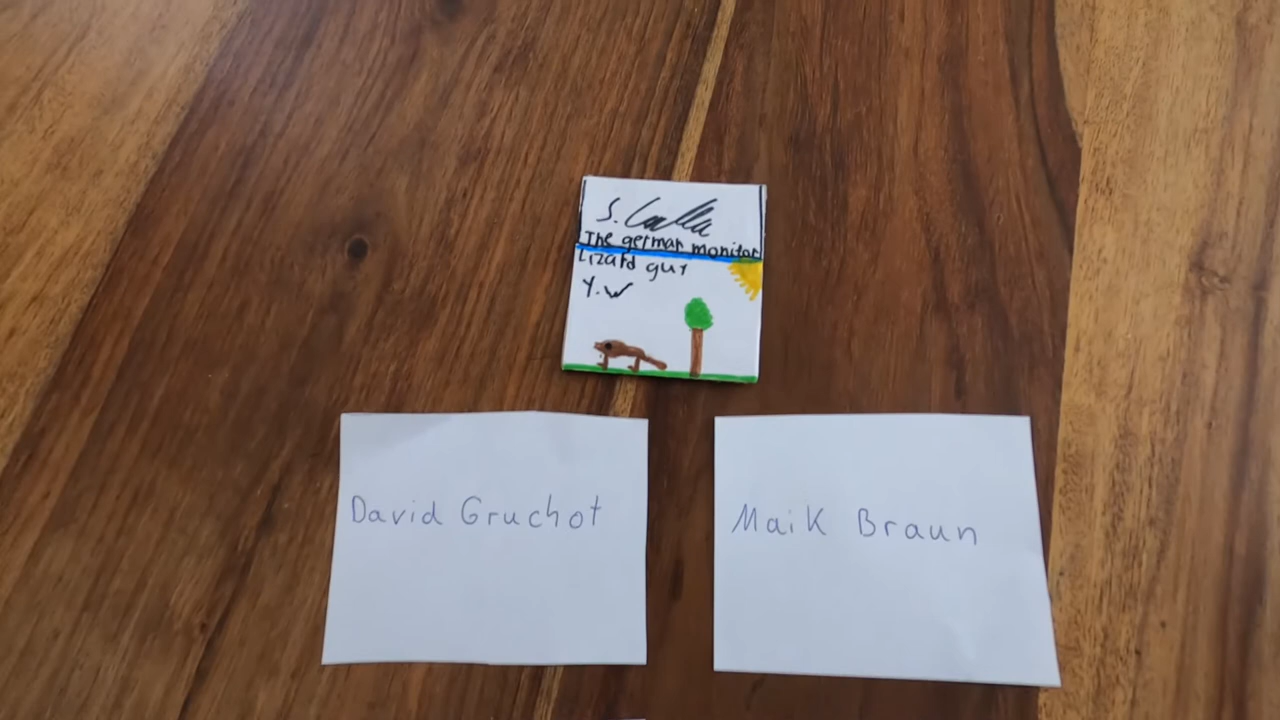 The german monitor
Lizard guy
Y.W
David Gruchot
Maik Braun